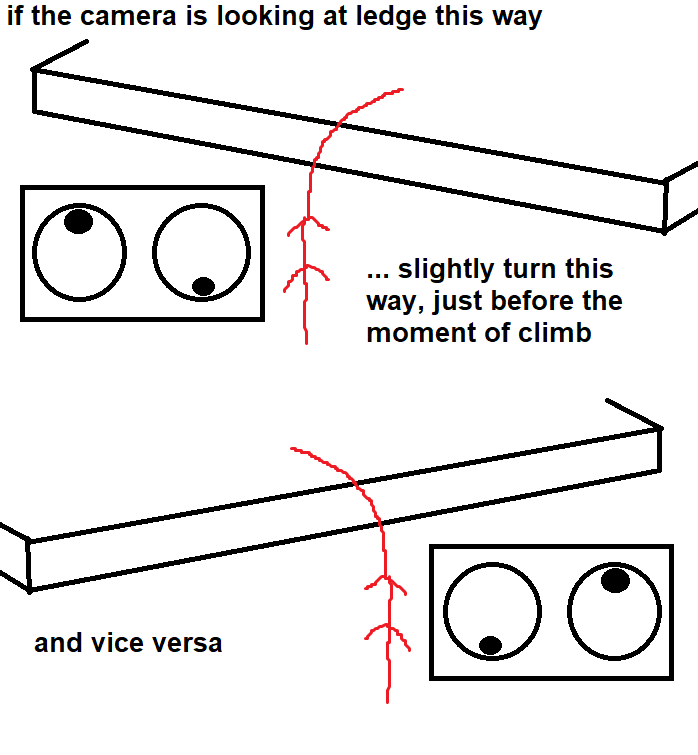 if the camera is looking at ledge this way
... slightly turn this
way, just before the
moment of climb
and vice versa